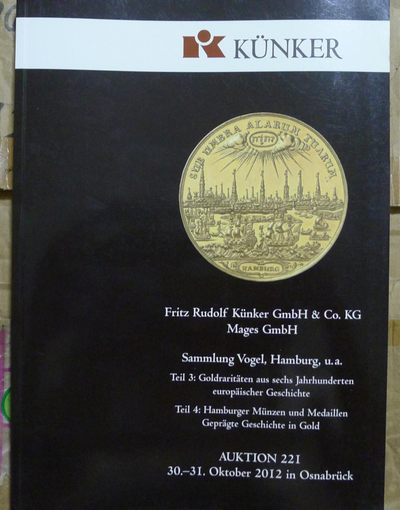 KÜNKER
SUB UMBRA ALARUM TUARUM
HAMBURG
Fritz Rudolf Künker GmbH & Co. KG
Mages GmbH
Sammlung Vogel, Hamburg, u. a.
Teil 3: Goldraritäten aus sechs Jahrhunderten
europäischer Geschichte
Teil 4: Hamburger Münzen und Medaillen
Geprägte Geschichte in Gold
AUKTION 221
30.–31. Oktober 2012 in Osnabrück